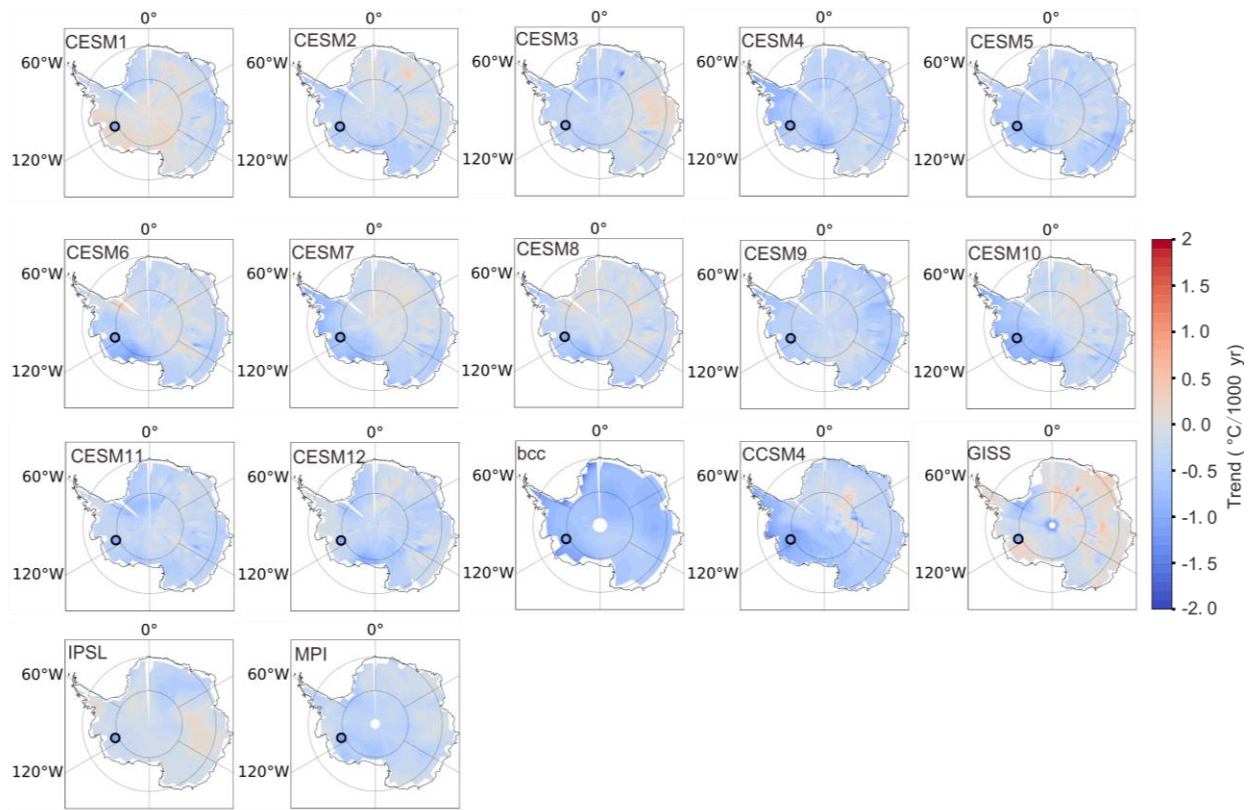 0° 0° 0° 0° 0°
CESM1 CESM2 CESM3 CESM4 CESM5
60°W 60°W 60°W 60°W 60°W
120°W 120°W 120°W 120°W 120°W
0° 0° 0° 0° 0°
CESM6 CESM7 CESM8 CESM9 CESM10
60°W 60°W 60°W 60°W 60°W
120°W 120°W 120°W 120°W 120°W
0° 0° 0° 0° 0°
CESM11 CESM12 bcc CCSM4 GISS
60°W 60°W 60°W 60°W 60°W
120°W 120°W 120°W 120°W 120°W
0° 0°
IPSL MPI
60°W 60°W
120°W 120°W
2
1.5
1.0
0.5
0.0
-0.5
-1.0
-1.5
-2.0
Trend ( °C/1000 yr)